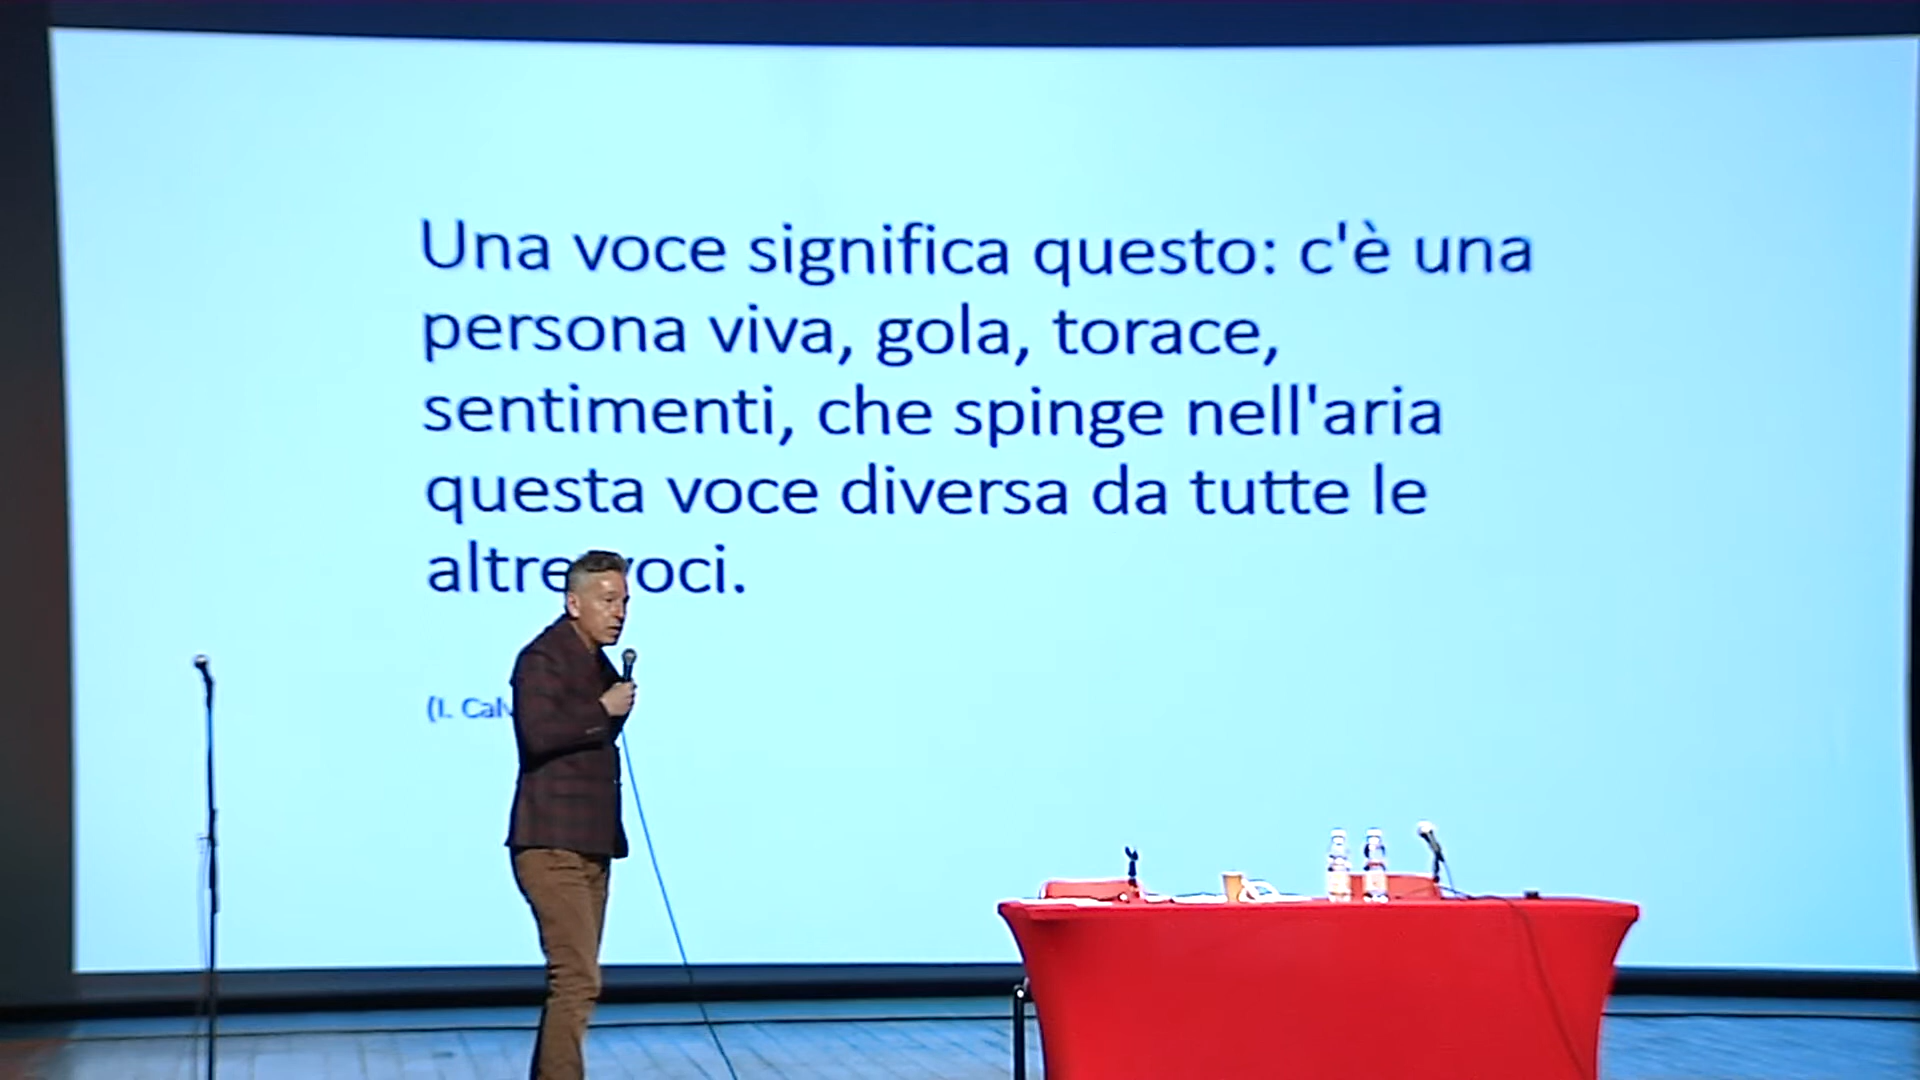 Una voce significa questo: c'è una
persona viva, gola, torace,
sentimenti, che spinge nell'aria
questa voce diversa da tutte le
altre voci.
(I.